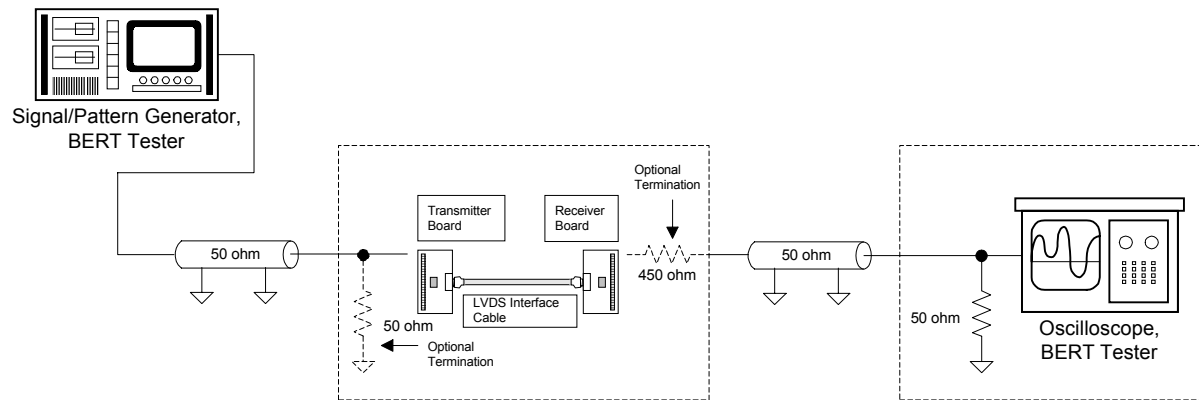 Signal/Pattern Generator,
BERT Tester
50 ohm
Transmitter
Board
Receiver
Board
Optional
Termination
450 ohm
LVDS Interface
Cable
50 ohm
Optional
Termination
50 ohm
50 ohm
Oscilloscope,
BERT Tester